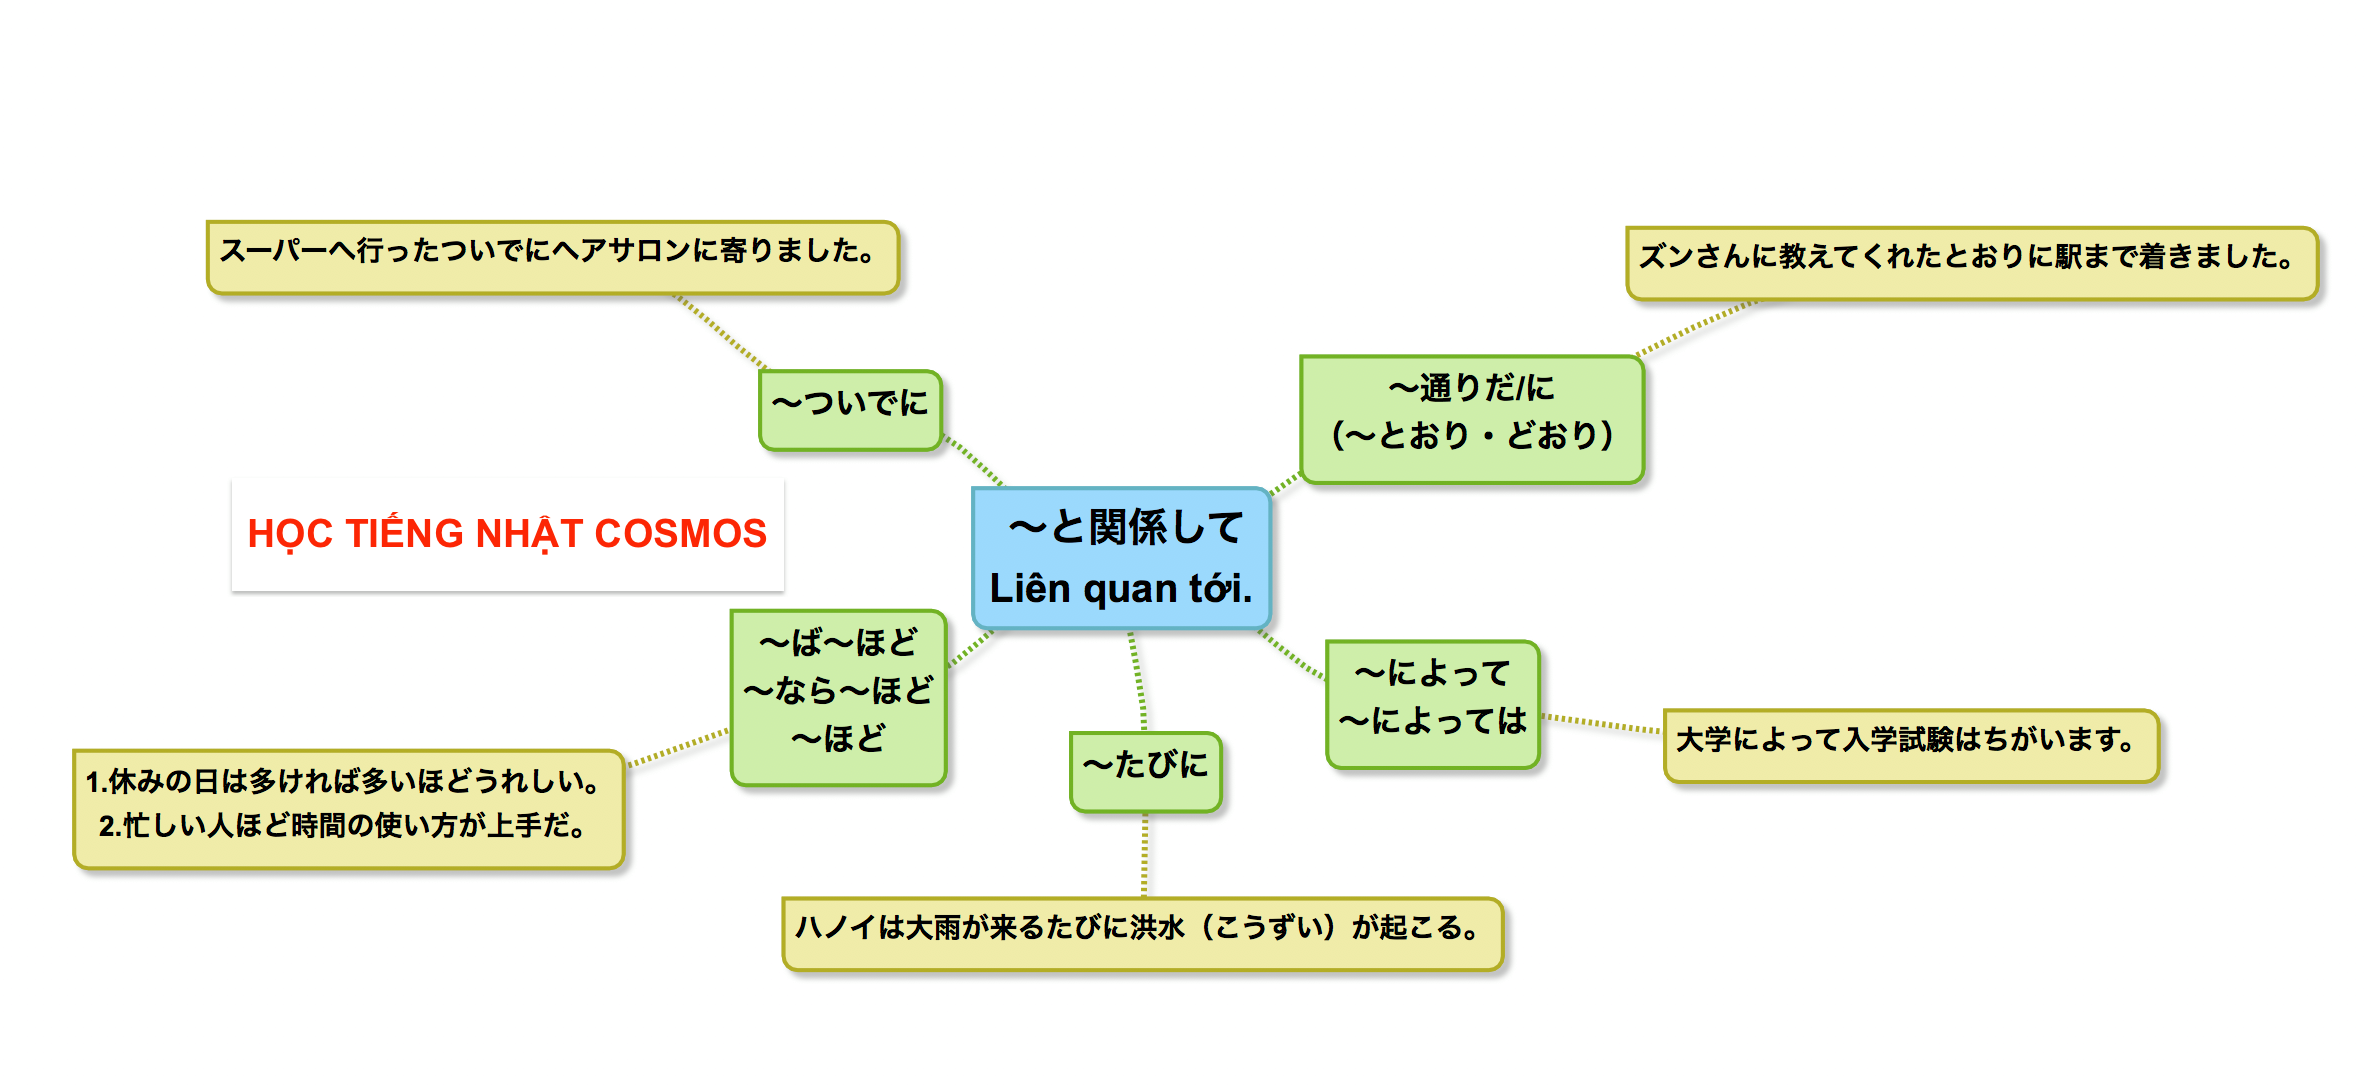 スーパーへ行ったついでにヘアサロンに寄りました。
ズンさんに教えてくれたとおりに駅まで着きました。
〜ついでに
〜通りだ/に
（〜とおり・どおり）
HỌC TIẾNG NHẬT COSMOS
〜と関係して
Liên quan tới.
〜ば〜ほど
〜なら〜ほど
〜ほど
〜によって
〜によっては
〜たびに
大学によって入学試験はちがいます。
1.休みの日は多ければ多いほどうれしい。
2.忙しい人ほど時間の使い方が上手だ。
ハノイは大雨が来るたびに洪水（こうずい）が起こる。